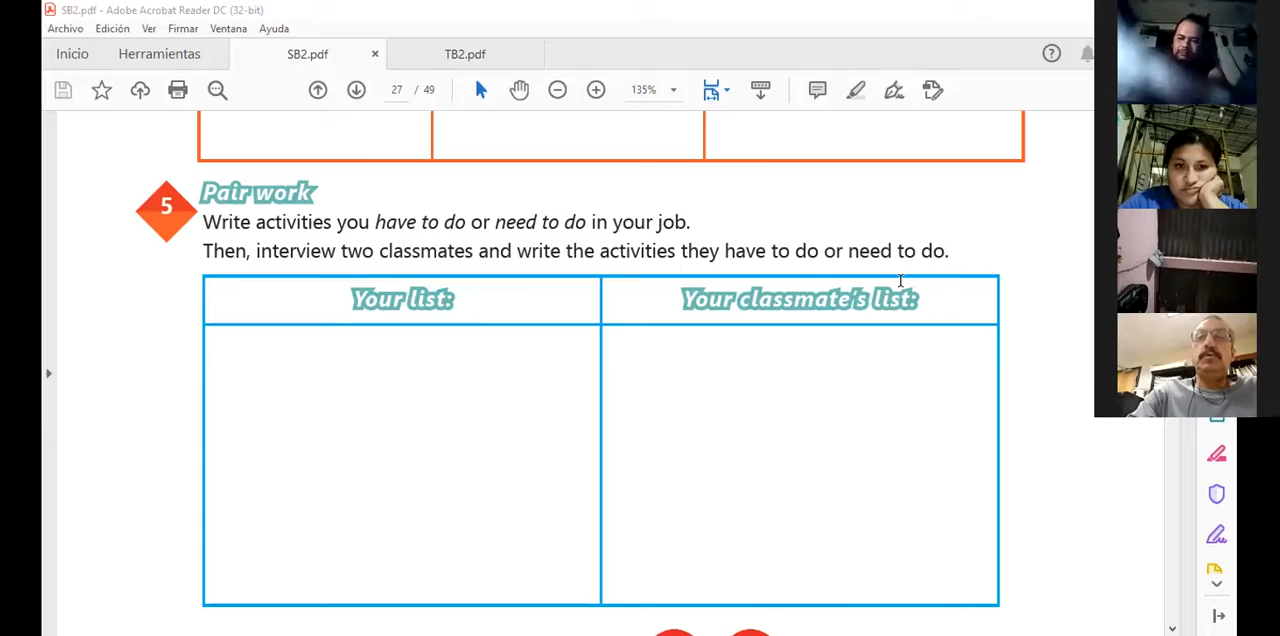 SB2.pdf - Adobe Acrobat Reader DC (32-bit)
Archivo Edición Ver Firmar Ventana Ayuda
Inicio Herramientas SB2.pdf × TB2.pdf
27 / 49 135%
5 Pair work
Write activities you have to do or need to do in your job.
Then, interview two classmates and write the activities they have to do or need to do.
Your list: Your classmate's list: